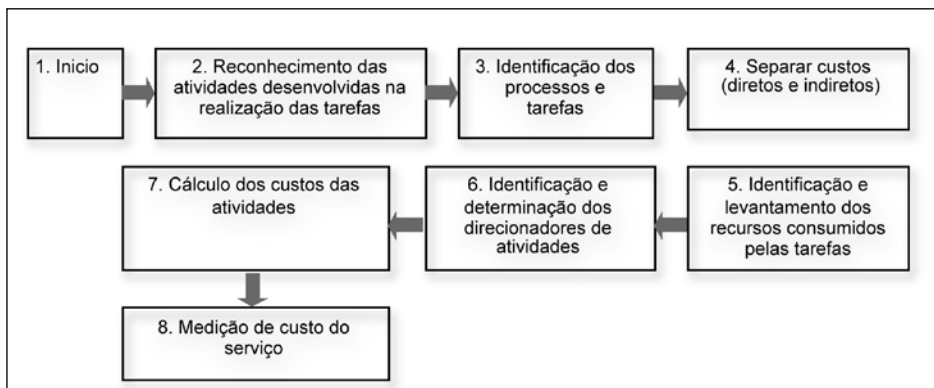 1. Inicio
2. Reconhecimento das
atividades desenvolvidas na
realização das tarefas
3. Identificação dos
processos e
tarefas
4. Separar custos
(diretos e indiretos)
5. Identificação e
levantamento dos
recursos consumidos
pelas tarefas
6. Identificação e
determinação dos
direcionadores de
atividades
7. Cálculo dos custos das
atividades
8. Medição de custo do
serviço